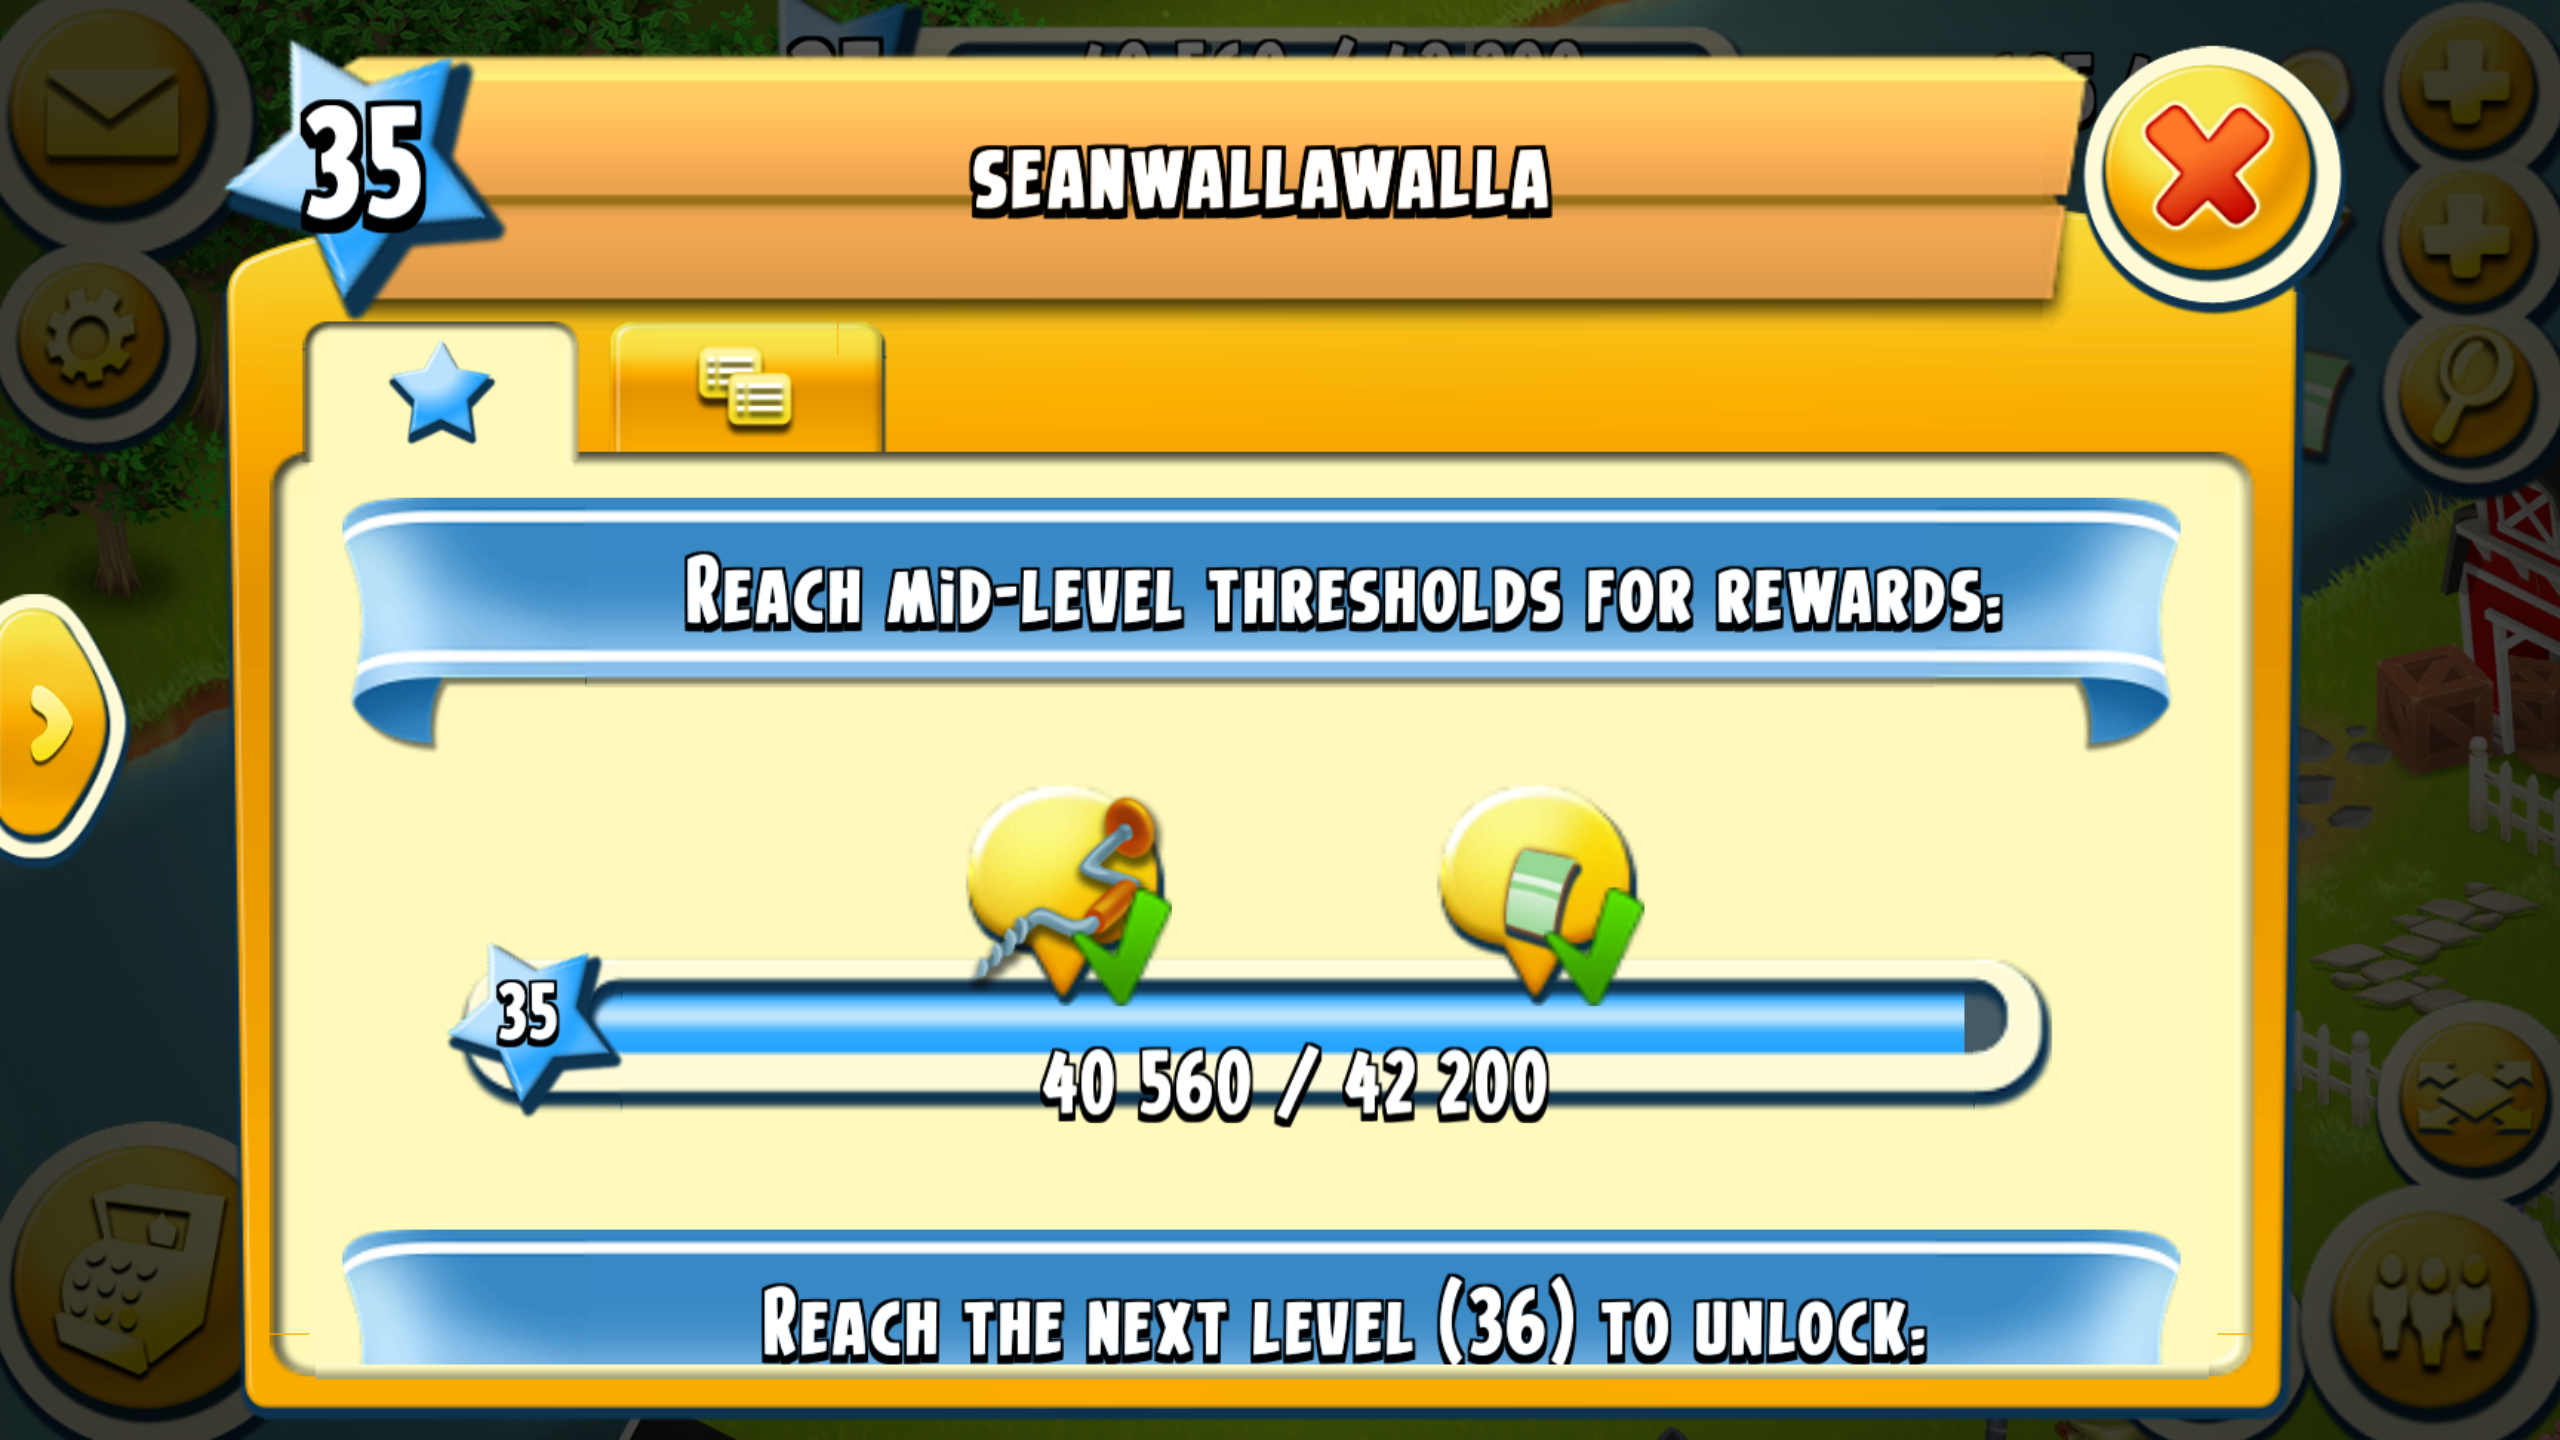 35
SEANWALLAWALLA
REACH MID-LEVEL THRESHOLDS FOR REWARDS:
35
40 560 / 42 200
REACH THE NEXT LEVEL (36) TO UNLOCK: